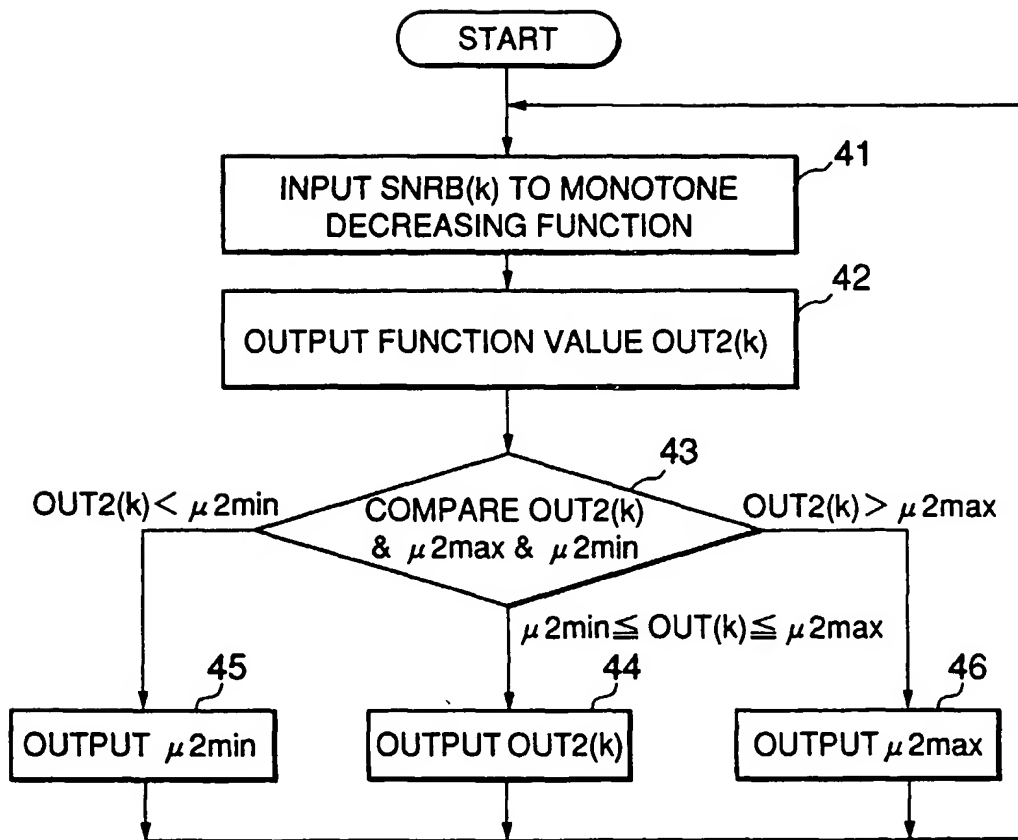 START
41
INPUT SNRB(k) TO MONOTONE
DECREASING FUNCTION
42
OUTPUT FUNCTION VALUE OUT2(k)
43
OUT2(k) < μ2min
COMPARE OUT2(k)
& μ2max & μ2min
OUT2(k) > μ2max
μ2min ≦ OUT(k) ≦ μ2max
45
44
46
OUTPUT μ2min
OUTPUT OUT2(k)
OUTPUT μ2max